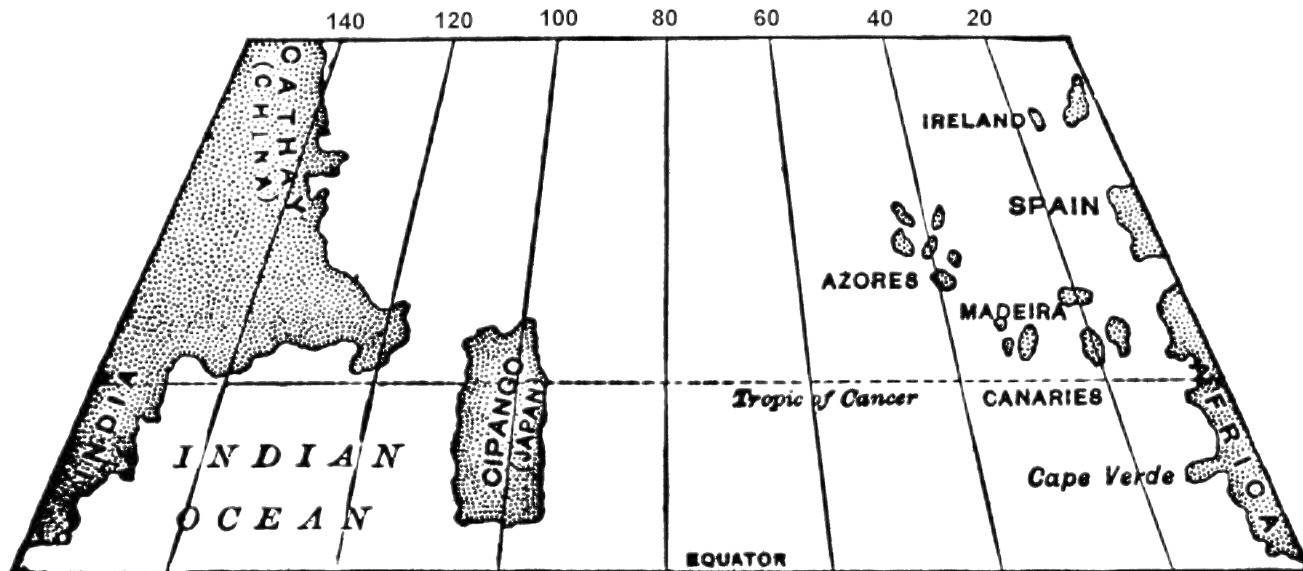 140 120 100 80 60 40 20
CATHAY
(CHINA)
IRELAND
SPAIN
AZORES
MADEIRA
INDIA
CIPANGO
(JAPAN)
Tropic of Cancer
CANARIES
AFRICA
INDIAN
OCEAN
Cape Verde
EQUATOR